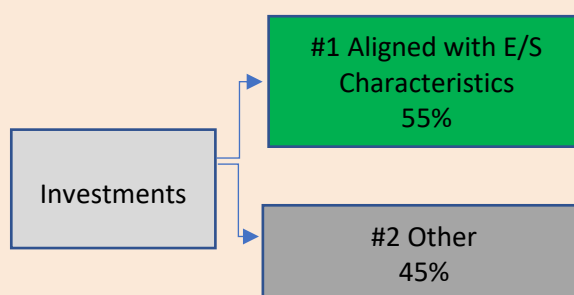 #1 Aligned with E/S
Characteristics
55%
Investments
#2 Other
45%